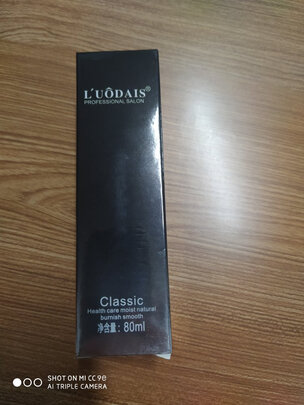 L'UÔDAIS®
PROFESSIONAL SALON
Classic
Health care moist natural
burnish smooth
净含量: 80ml
SHOT ON MI CC9e
AI TRIPLE CAMERA